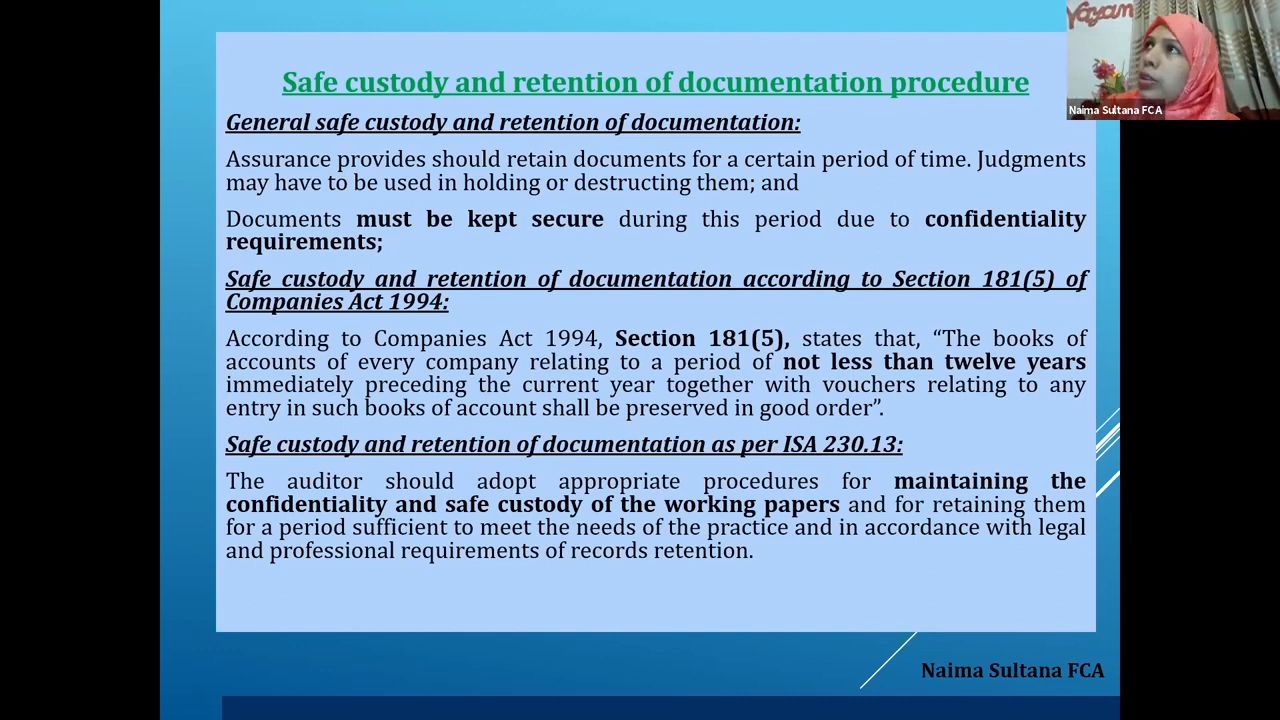 Safe custody and retention of documentation procedure
General safe custody and retention of documentation:
Assurance provides should retain documents for a certain period of time. Judgments
may have to be used in holding or destructing them; and
Documents must be kept secure during this period due to confidentiality
requirements;
Safe custody and retention of documentation according to Section 181(5) of
Companies Act 1994:
According to Companies Act 1994, Section 181(5), states that, “The books of
accounts of every company relating to a period of not less than twelve years
immediately preceding the current year together with vouchers relating to any
entry in such books of account shall be preserved in good order”.
Safe custody and retention of documentation as per ISA 230.13:
The auditor should adopt appropriate procedures for maintaining the
confidentiality and safe custody of the working papers and for retaining them
for a period sufficient to meet the needs of the practice and in accordance with legal
and professional requirements of records retention.
Naima Sultana FCA
Naima Sultana FCA